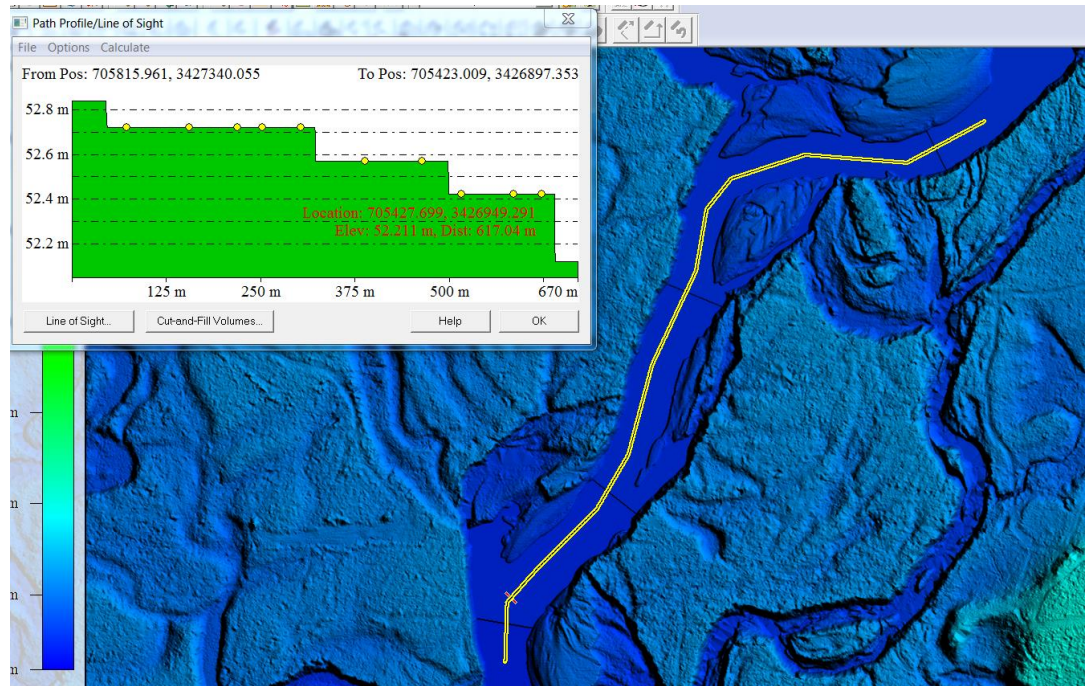 Path Profile/Line of Sight
File Options Calculate
From Pos: 705815.961, 3427340.055 To Pos: 705423.009, 3426897.353
52.8 m
52.6 m
52.4 m
52.2 m
Location: 705427.699, 3426949.291
Elev: 52.211 m, Dist: 617.04 m
125 m 250 m 375 m 500 m 670 m
Line of Sight... Cut-and-Fill Volumes... Help OK
m
m
m
m